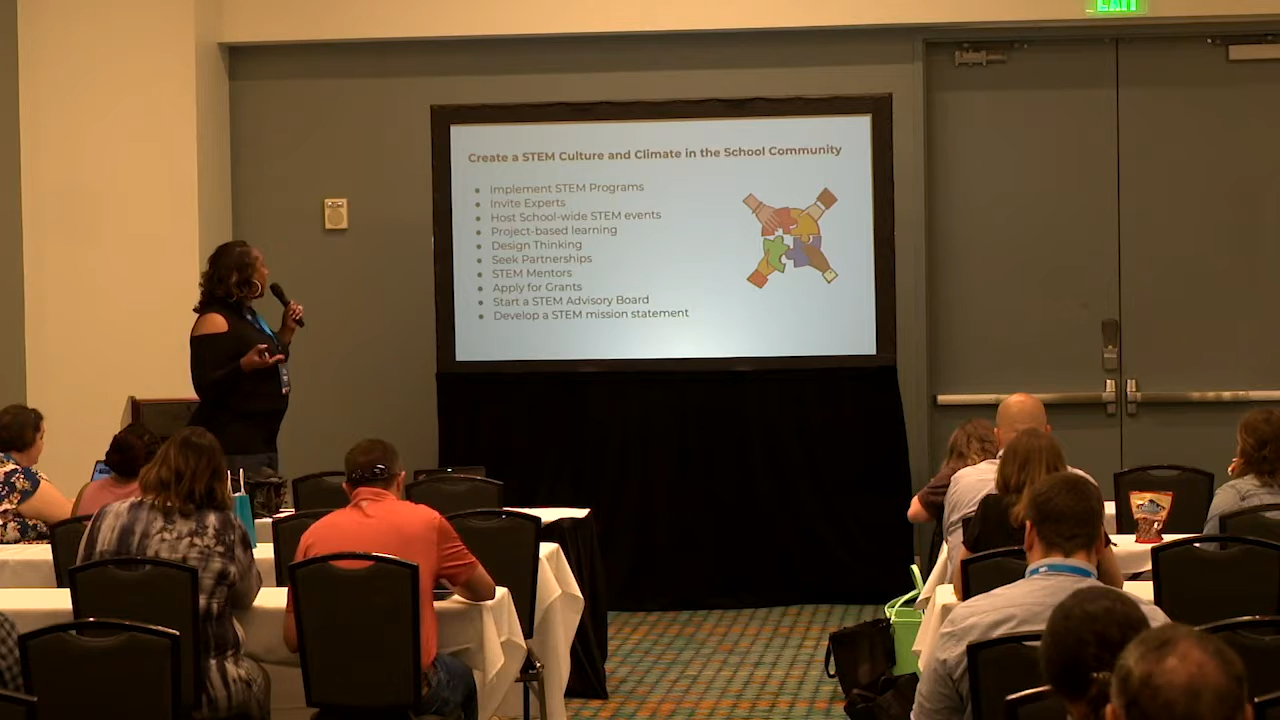 EXIT
Create a STEM Culture and Climate in the School Community
Implement STEM Programs
Invite Experts
Host School-wide STEM events
Project-based learning
Design Thinking
Seek Partnerships
STEM Mentors
Apply for Grants
Start a STEM Advisory Board
Develop a STEM mission statement